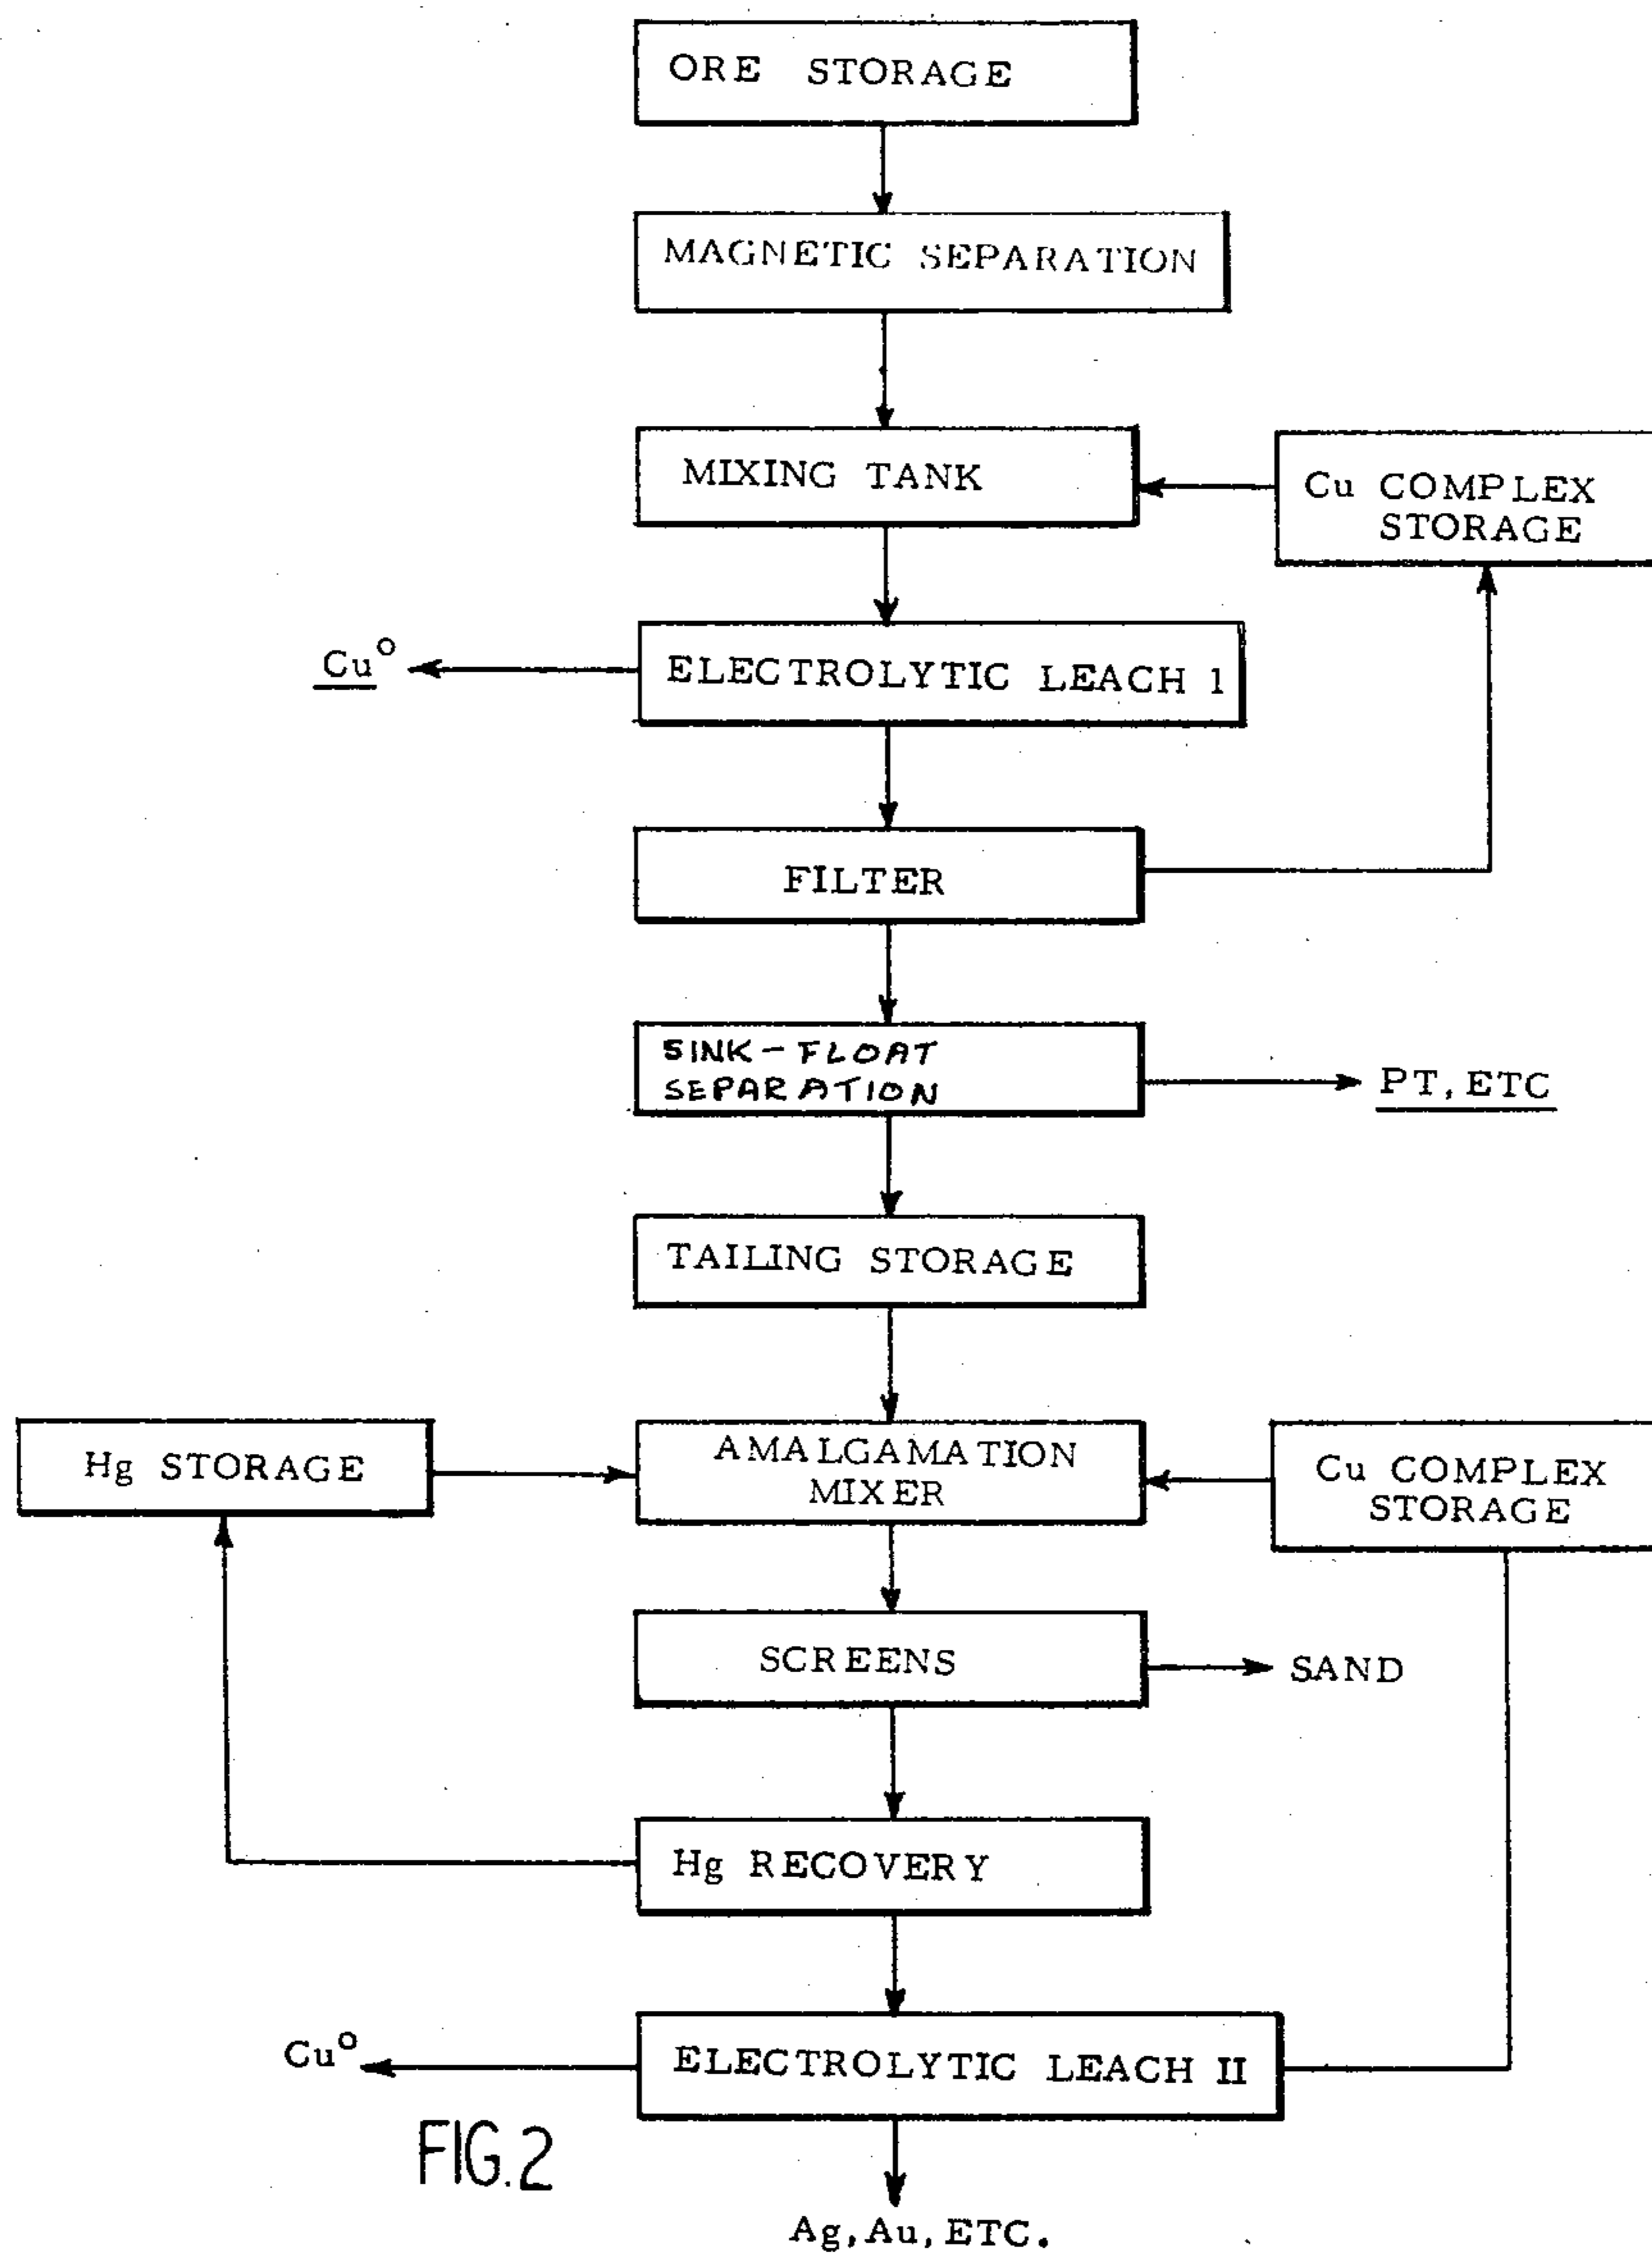 ORE STORAGE
MAGNETIC SEPARATION
MIXING TANK
Cu COMPLEX
STORAGE
Cu°
ELECTROLYTIC LEACH 1
FILTER
SINK-FLOAT
SEPARATION
PT, ETC
TAILING STORAGE
Hg STORAGE
AMALGAMATION
MIXER
Cu COMPLEX
STORAGE
SCREENS
SAND
Hg RECOVERY
Cu°
ELECTROLYTIC LEACH II
FIG.2
Ag, Au, ETC.